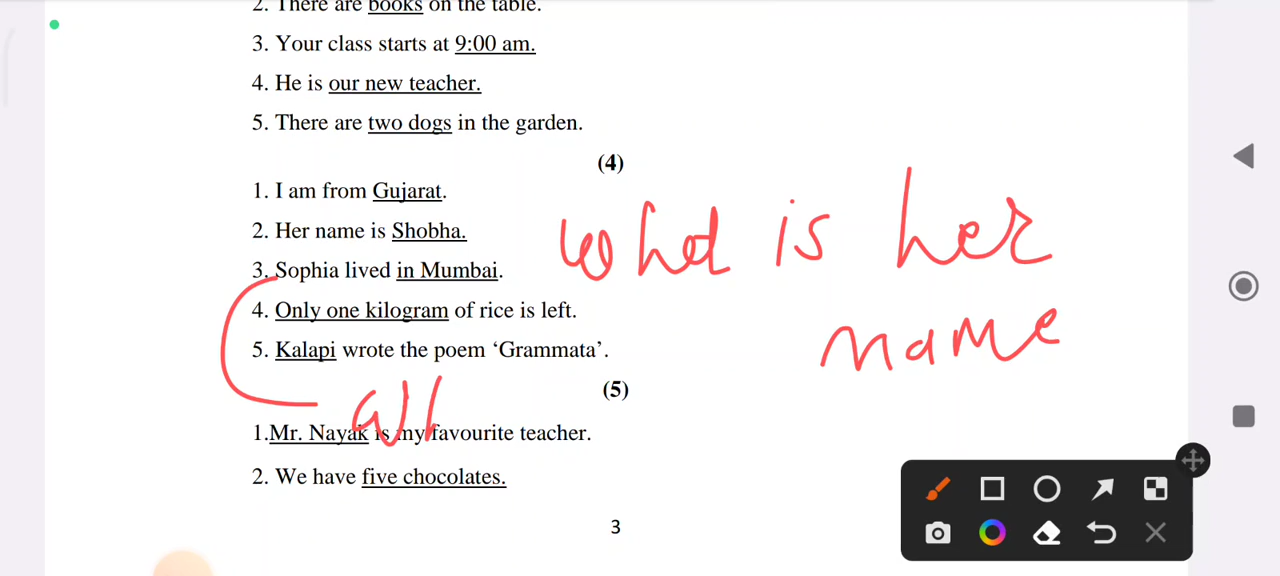 2. There are books on the table.
3. Your class starts at 9:00 am.
4. He is our new teacher.
5. There are two dogs in the garden.
(4)
1. I am from Gujarat.
2. Her name is Shobha.
What is her
3. Sophia lived in Mumbai.
4. Only one kilogram of rice is left.
name
5. Kalapi wrote the poem ‘Grammata’.
(5)
Wh
1.Mr. Nayak is my favourite teacher.
2. We have five chocolates.
3